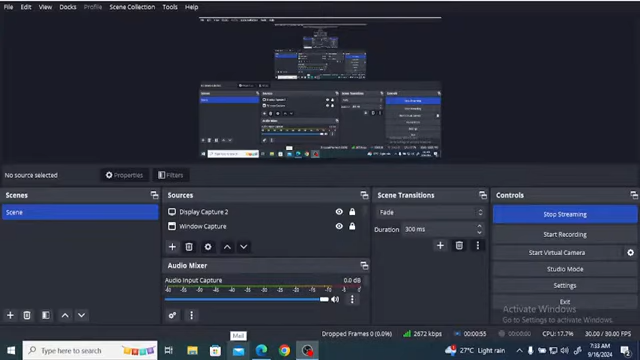 File Edit View Docks Profile Scene Collection Tools Help
No source selected Properties Filters
Scenes Sources Scene Transitions Controls
Scene
Display Capture 2
Window Capture
Fade
Duration 300 ms
Stop Streaming
Start Recording
Start Virtual Camera
Studio Mode
Settings
Exit
Audio Mixer
Audio Input Capture 0.0 dB
Activate Windows
Go to Settings to activate Windows.
Dropped Frames 0 (0.0%) 2672 kbps 00:00:55 00:00:00 CPU: 17.7% 30.00 / 30.00 FPS
Mail
Type here to search
27°C Light rain
7:33 AM
9/16/2024